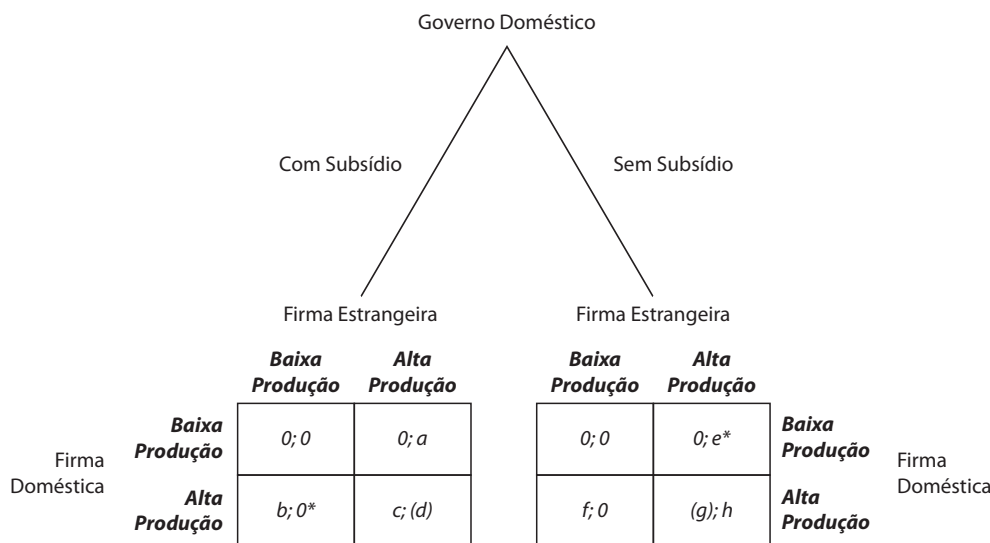 Governo Doméstico
Com Subsídio
Sem Subsídio
Firma Estrangeira
Firma Estrangeira
Baixa
Produção
Alta
Produção
Baixa
Produção
Alta
Produção
Firma
Doméstica
Baixa
Produção
0; 0
0; a
0; 0
0; e*
Baixa
Produção
Firma
Doméstica
Alta
Produção
b; 0*
c; (d)
f; 0
(g); h
Alta
Produção